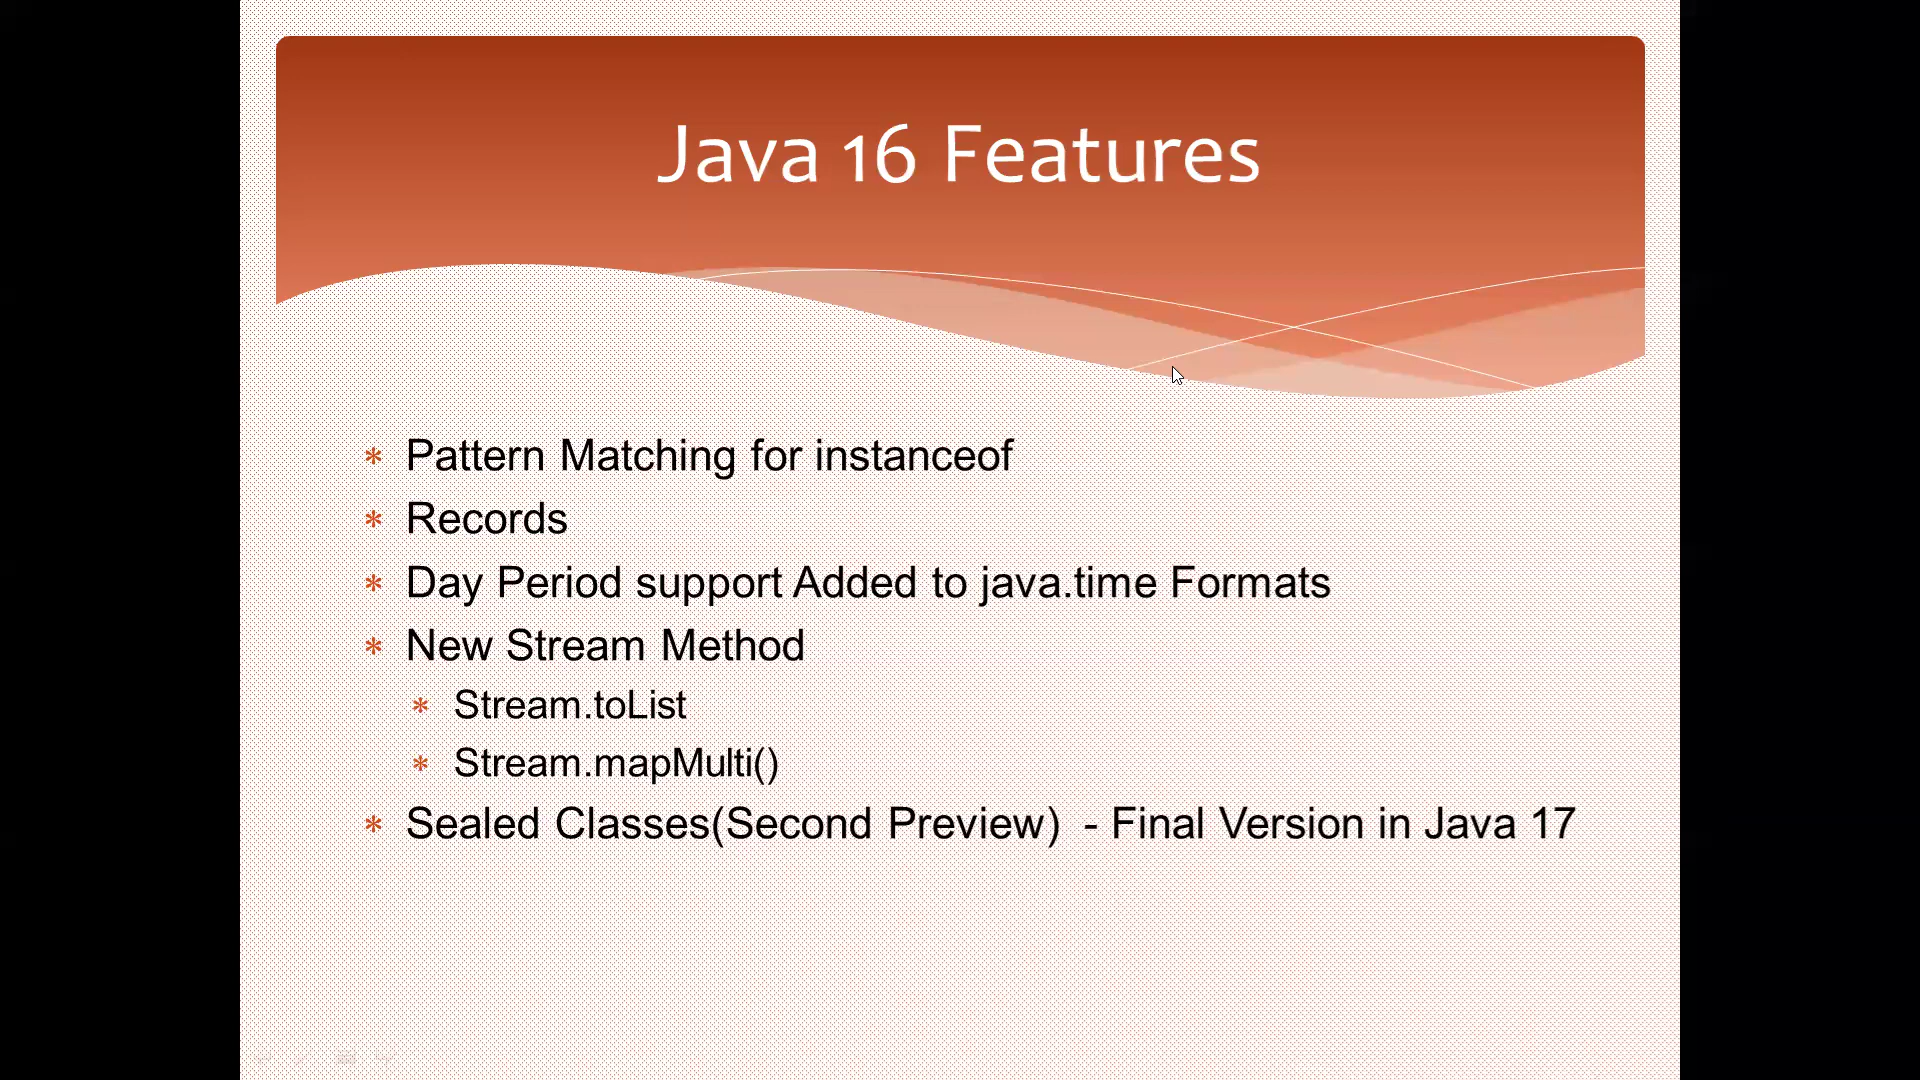 Java 16 Features
* Pattern Matching for instanceof
* Records
* Day Period support Added to java.time Formats
* New Stream Method
* Stream.toList
* Stream.mapMulti()
* Sealed Classes(Second Preview) - Final Version in Java 17